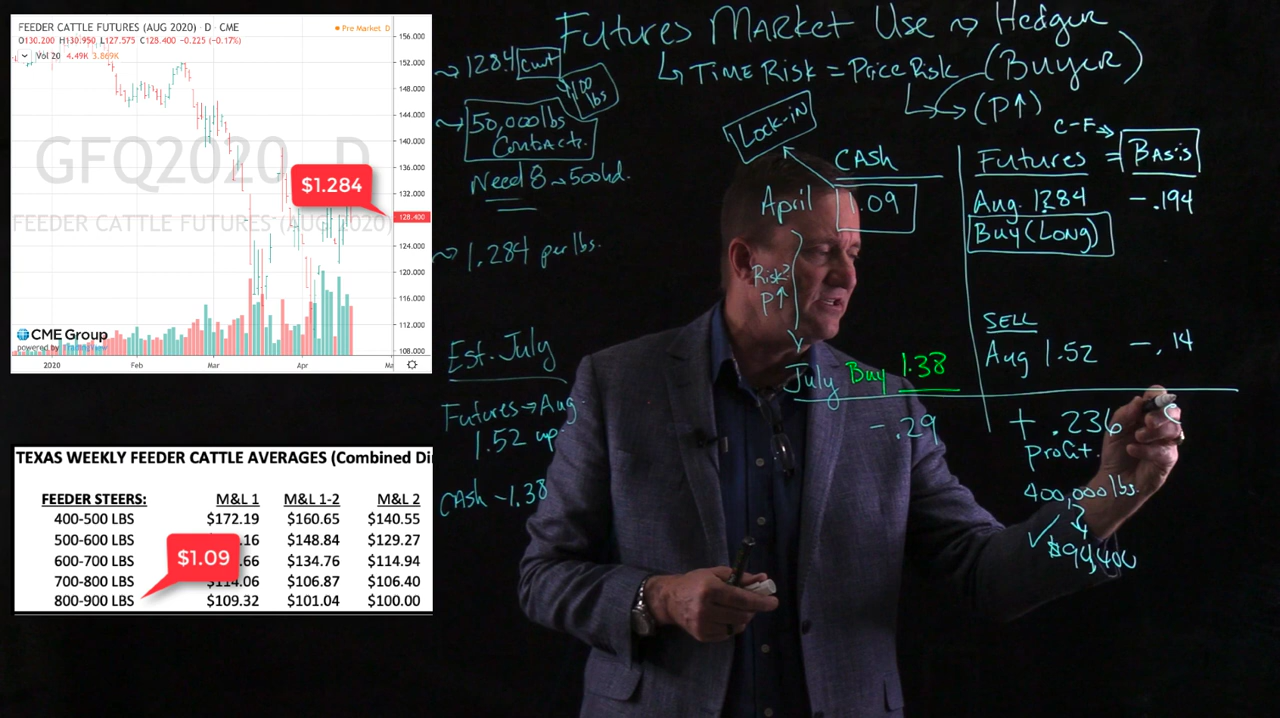 FEEDER CATTLE FUTURES (AUG 2020) · D · CME
Pre Market D
O130.200 H130.950 L127.575 C128.400 −0.225 (−0.17%)
Vol 20 4.49K 3.869K
GFQ2020, D
FEEDER CATTLE FUTURES (AUG 2020)
156.000
148.000
144.000
140.000
136.000
132.000
128.400
124.000
120.000
116.000
112.000
108.000
$1.284
CME Group
powered by TradingView
2020 Feb Mar Apr
TEXAS WEEKLY FEEDER CATTLE AVERAGES (Combined Di
FEEDER STEERS: M&L 1 M&L 1-2 M&L 2
400-500 LBS $172.19 $160.65 $140.55
500-600 LBS .16 $148.84 $129.27
600-700 LBS .66 $134.76 $114.94
700-800 LBS $114.06 $106.87 $106.40
800-900 LBS $109.32 $101.04 $100.00
$1.09
Futures Market Use → Hedger
↳ Time Risk = Price Risk (Buyer)
(P↑)
128.4/cwt
100 lbs
50,000 lbs
Contracts.
Need 8 → 500hd.
1.284 per lbs.
Est. July
Futures → Aug
1.52 up
Cash ~ 1.38
Lock-in
Cash
April 1.09
Risk?
P↑
July Buy 1.38
-.29
C-F
Futures = Basis
Aug. 1.284 -.194
Buy (Long)
SELL
Aug 1.52 -.14
+ .236
profit.
400,000 lbs.
✓ $94,400